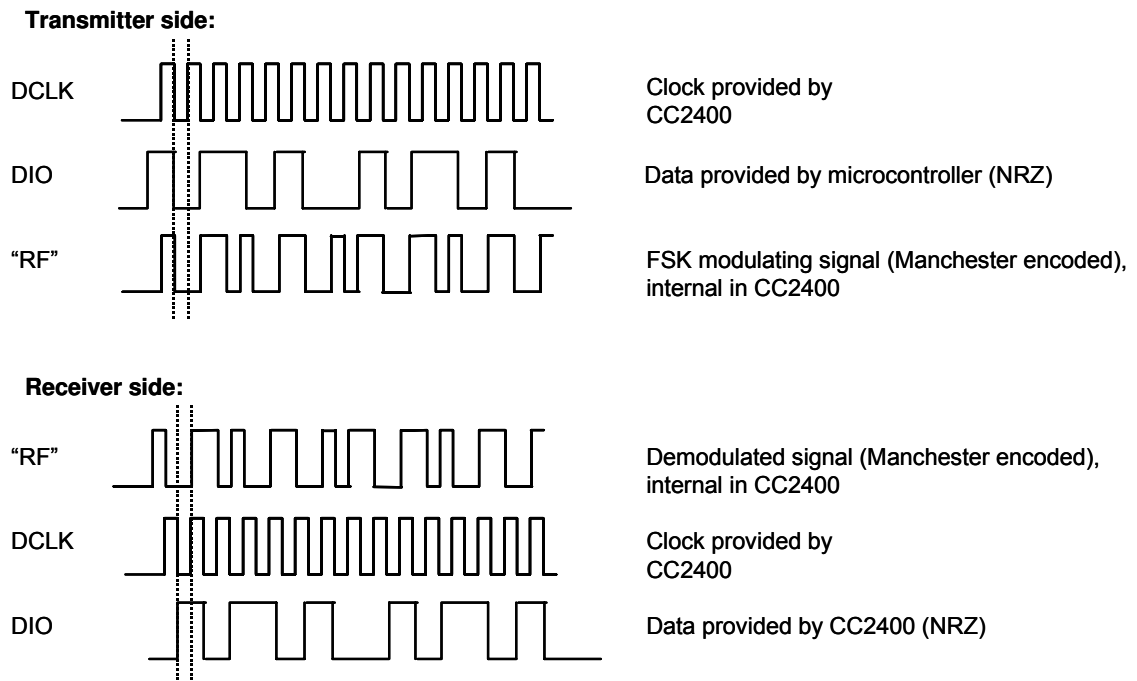 Transmitter side:
DCLK
Clock provided by
CC2400
DIO
Data provided by microcontroller (NRZ)
“RF”
FSK modulating signal (Manchester encoded),
internal in CC2400
Receiver side:
“RF”
Demodulated signal (Manchester encoded),
internal in CC2400
DCLK
Clock provided by
CC2400
DIO
Data provided by CC2400 (NRZ)